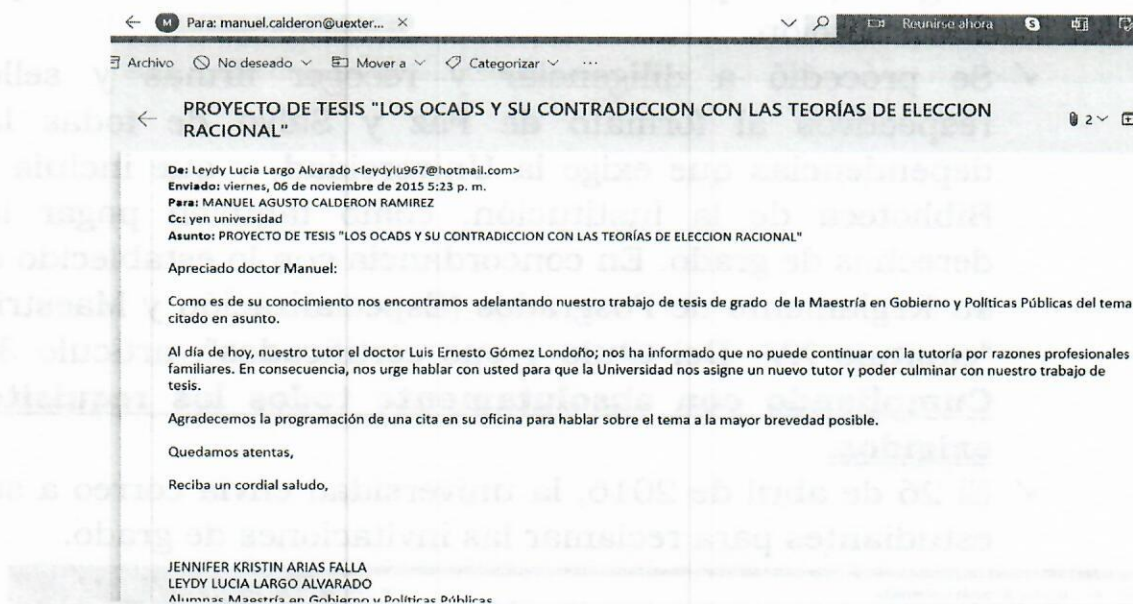 ← M Para: manuel.calderon@uexter... × Reunirse ahora S
Archivo No deseado Mover a Categorizar ...
← PROYECTO DE TESIS "LOS OCADS Y SU CONTRADICCION CON LAS TEORÍAS DE ELECCION
RACIONAL" 2
De: Leydy Lucia Largo Alvarado <leydylu967@hotmail.com>
Enviado: viernes, 06 de noviembre de 2015 5:23 p. m.
Para: MANUEL AGUSTO CALDERON RAMIREZ
Cc: yen universidad
Asunto: PROYECTO DE TESIS "LOS OCADS Y SU CONTRADICCION CON LAS TEORÍAS DE ELECCION RACIONAL"
Apreciado doctor Manuel:
Como es de su conocimiento nos encontramos adelantando nuestro trabajo de tesis de grado de la Maestría en Gobierno y Políticas Públicas del tema
citado en asunto.
Al día de hoy, nuestro tutor el doctor Luis Ernesto Gómez Londoño; nos ha informado que no puede continuar con la tutoría por razones profesionales
familiares. En consecuencia, nos urge hablar con usted para que la Universidad nos asigne un nuevo tutor y poder culminar con nuestro trabajo de
tesis.
Agradecemos la programación de una cita en su oficina para hablar sobre el tema a la mayor brevedad posible.
Quedamos atentas,
Reciba un cordial saludo,
JENNIFER KRISTIN ARIAS FALLA
LEYDY LUCIA LARGO ALVARADO
Alumnas Maestría en Gobierno y Políticas Públicas